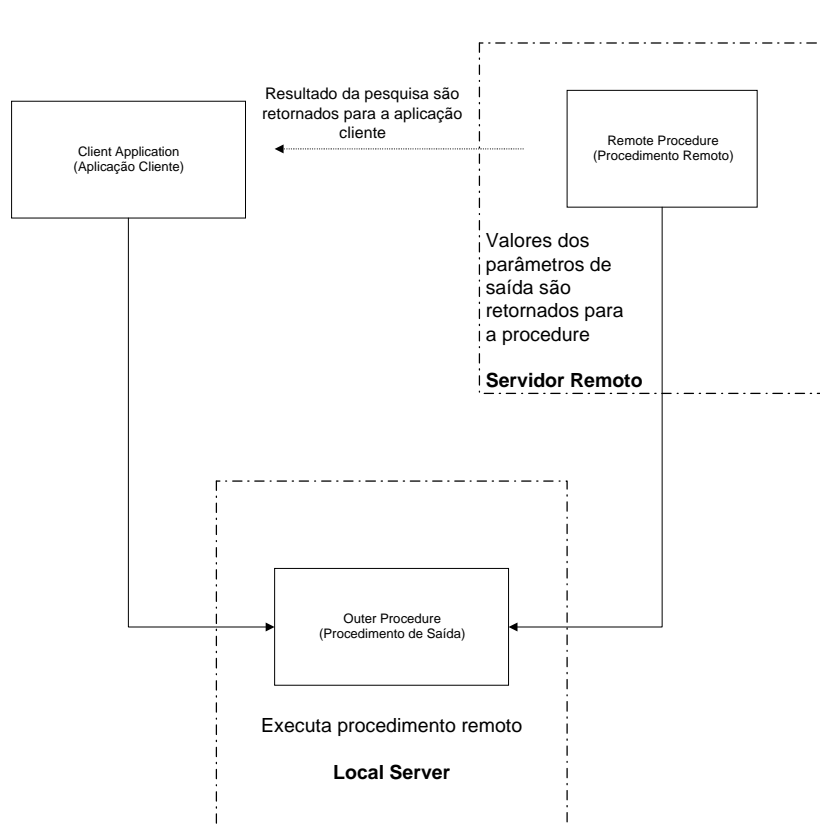 Resultado da pesquisa são
retornados para a aplicação
cliente
Client Application
(Aplicação Cliente)
Remote Procedure
(Procedimento Remoto)
Valores dos
parâmetros de
saída são
retornados para
a procedure
Servidor Remoto
Outer Procedure
(Procedimento de Saída)
Executa procedimento remoto
Local Server